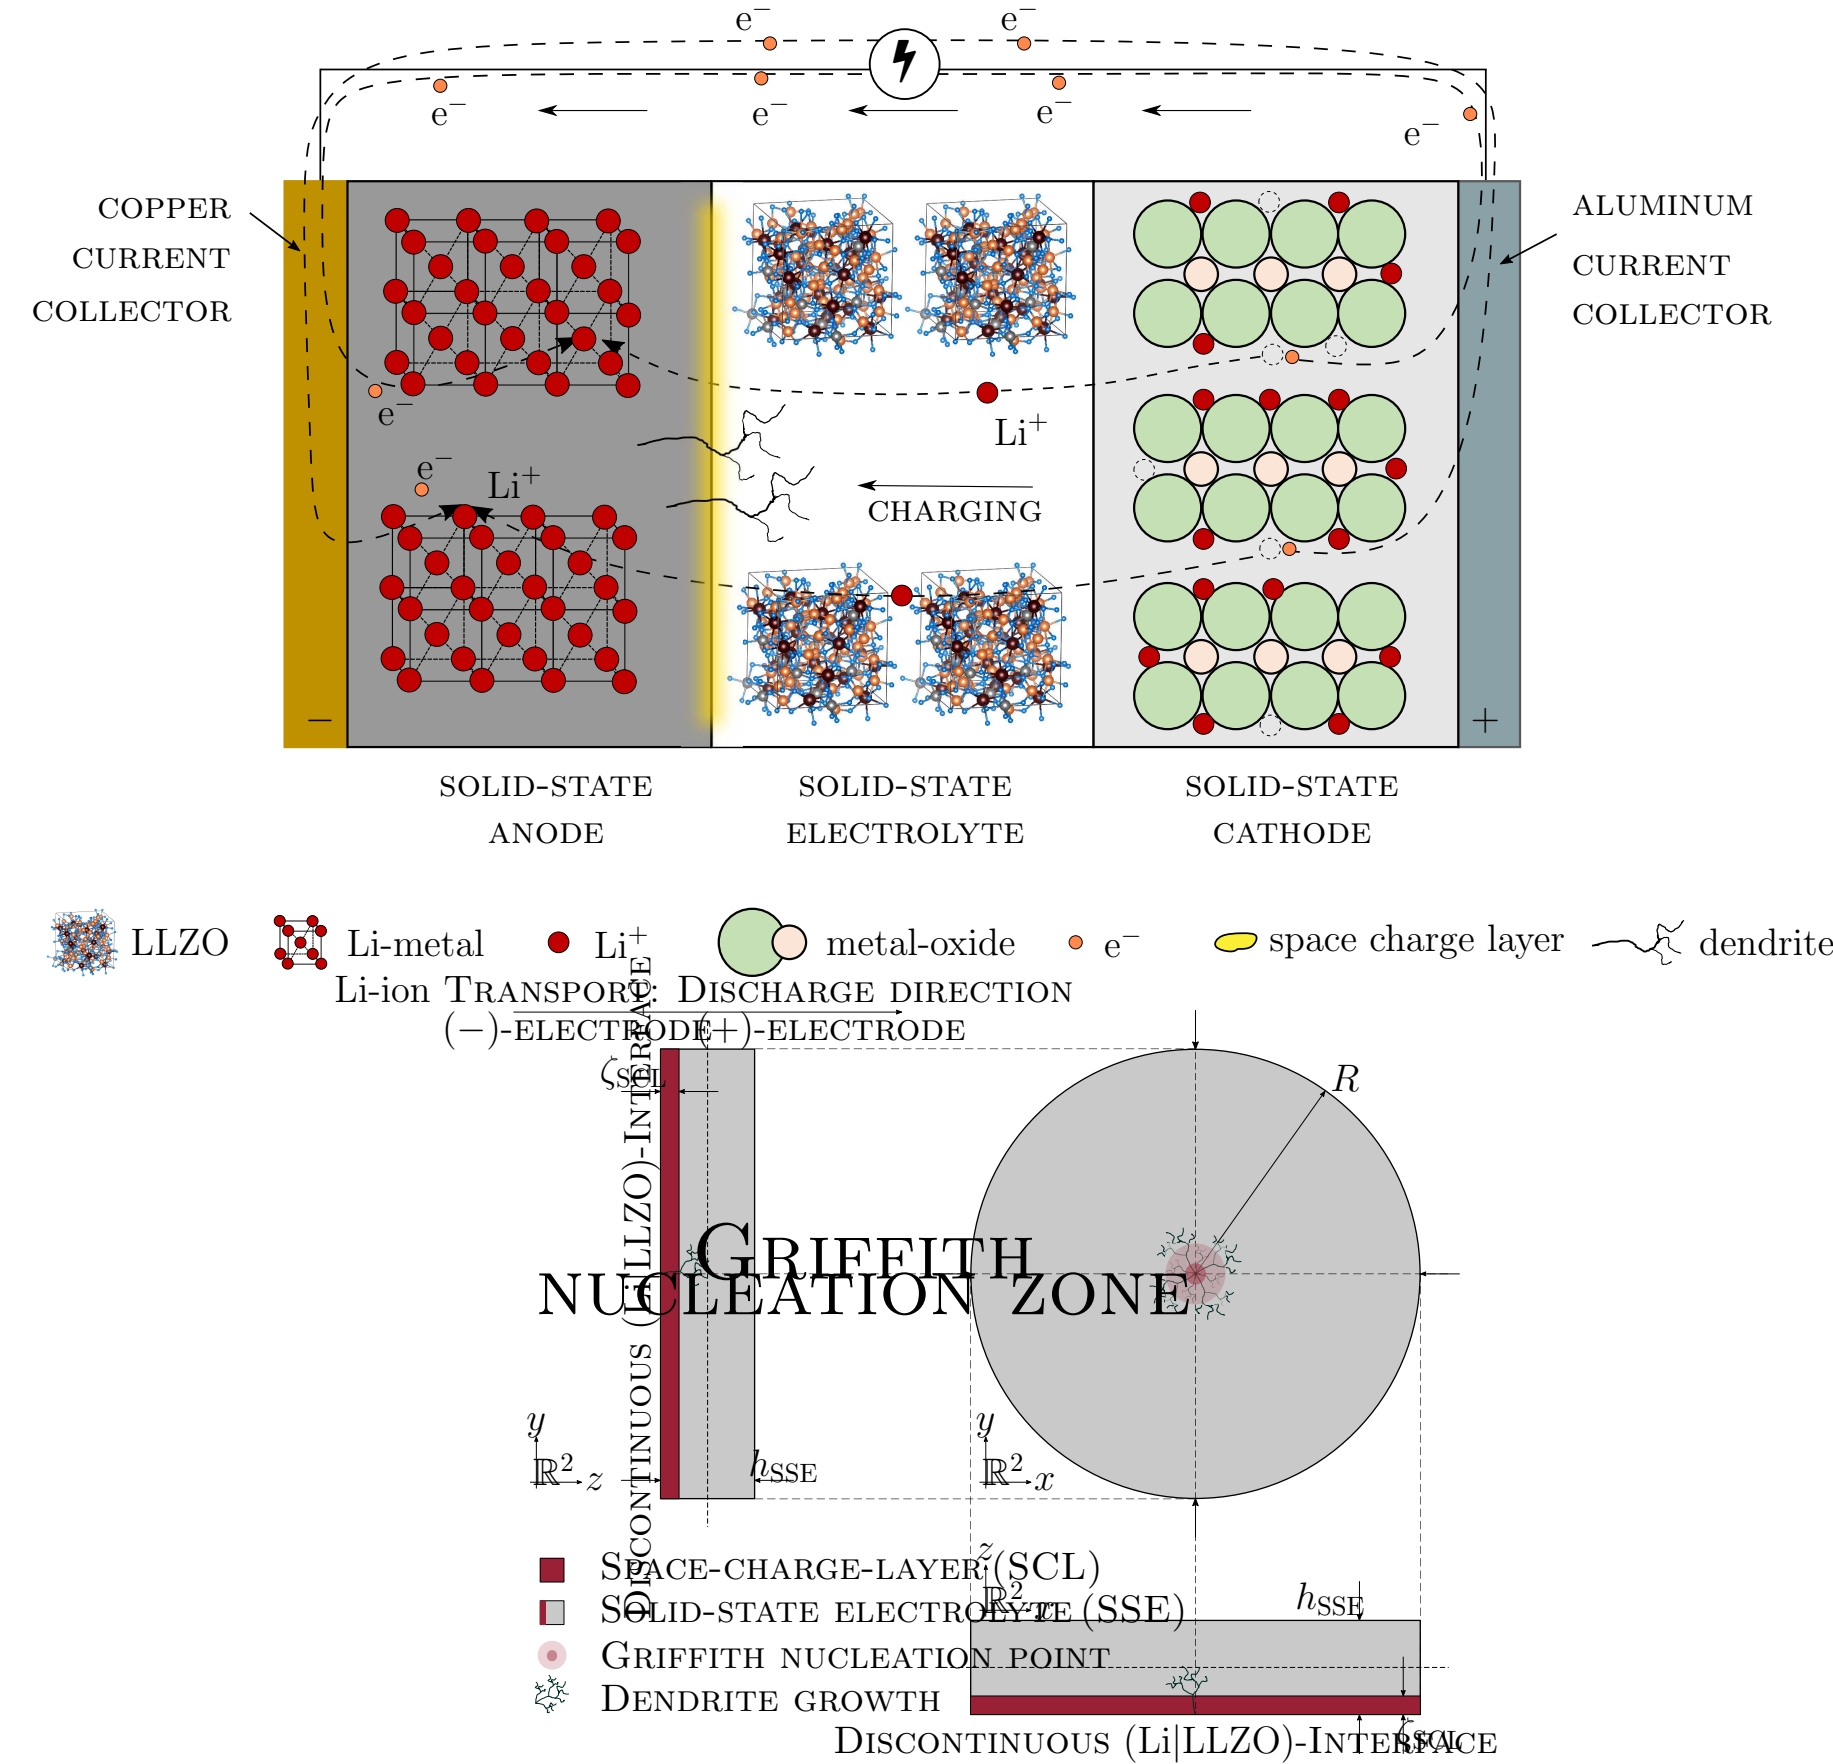 e−
e−
e−
e−
e−
e−
COPPER
CURRENT
COLLECTOR
ALUMINUM
CURRENT
COLLECTOR
e−
Li+
e−
Li+
CHARGING
−
+
SOLID-STATE
ANODE
SOLID-STATE
ELECTROLYTE
SOLID-STATE
CATHODE
LLZO
Li-metal
Li+
metal-oxide
e−
space charge layer
dendrite
Li-ion TRANSPORT: DISCHARGE DIRECTION
(−)-ELECTRODE
(+)-ELECTRODE
ζSCL
DISCONTINUOUS (Li|LLZO)-INTERFACE
R
GRIFFITH
NUCLEATION ZONE
y
ℝ2
z
hSSE
y
ℝ2
x
SPACE-CHARGE-LAYER (SCL)
SOLID-STATE ELECTROLYTE (SSE)
GRIFFITH NUCLEATION POINT
DENDRITE GROWTH
z
ℝ2
x
hSSE
ζSCL
DISCONTINUOUS (Li|LLZO)-INTERFACE